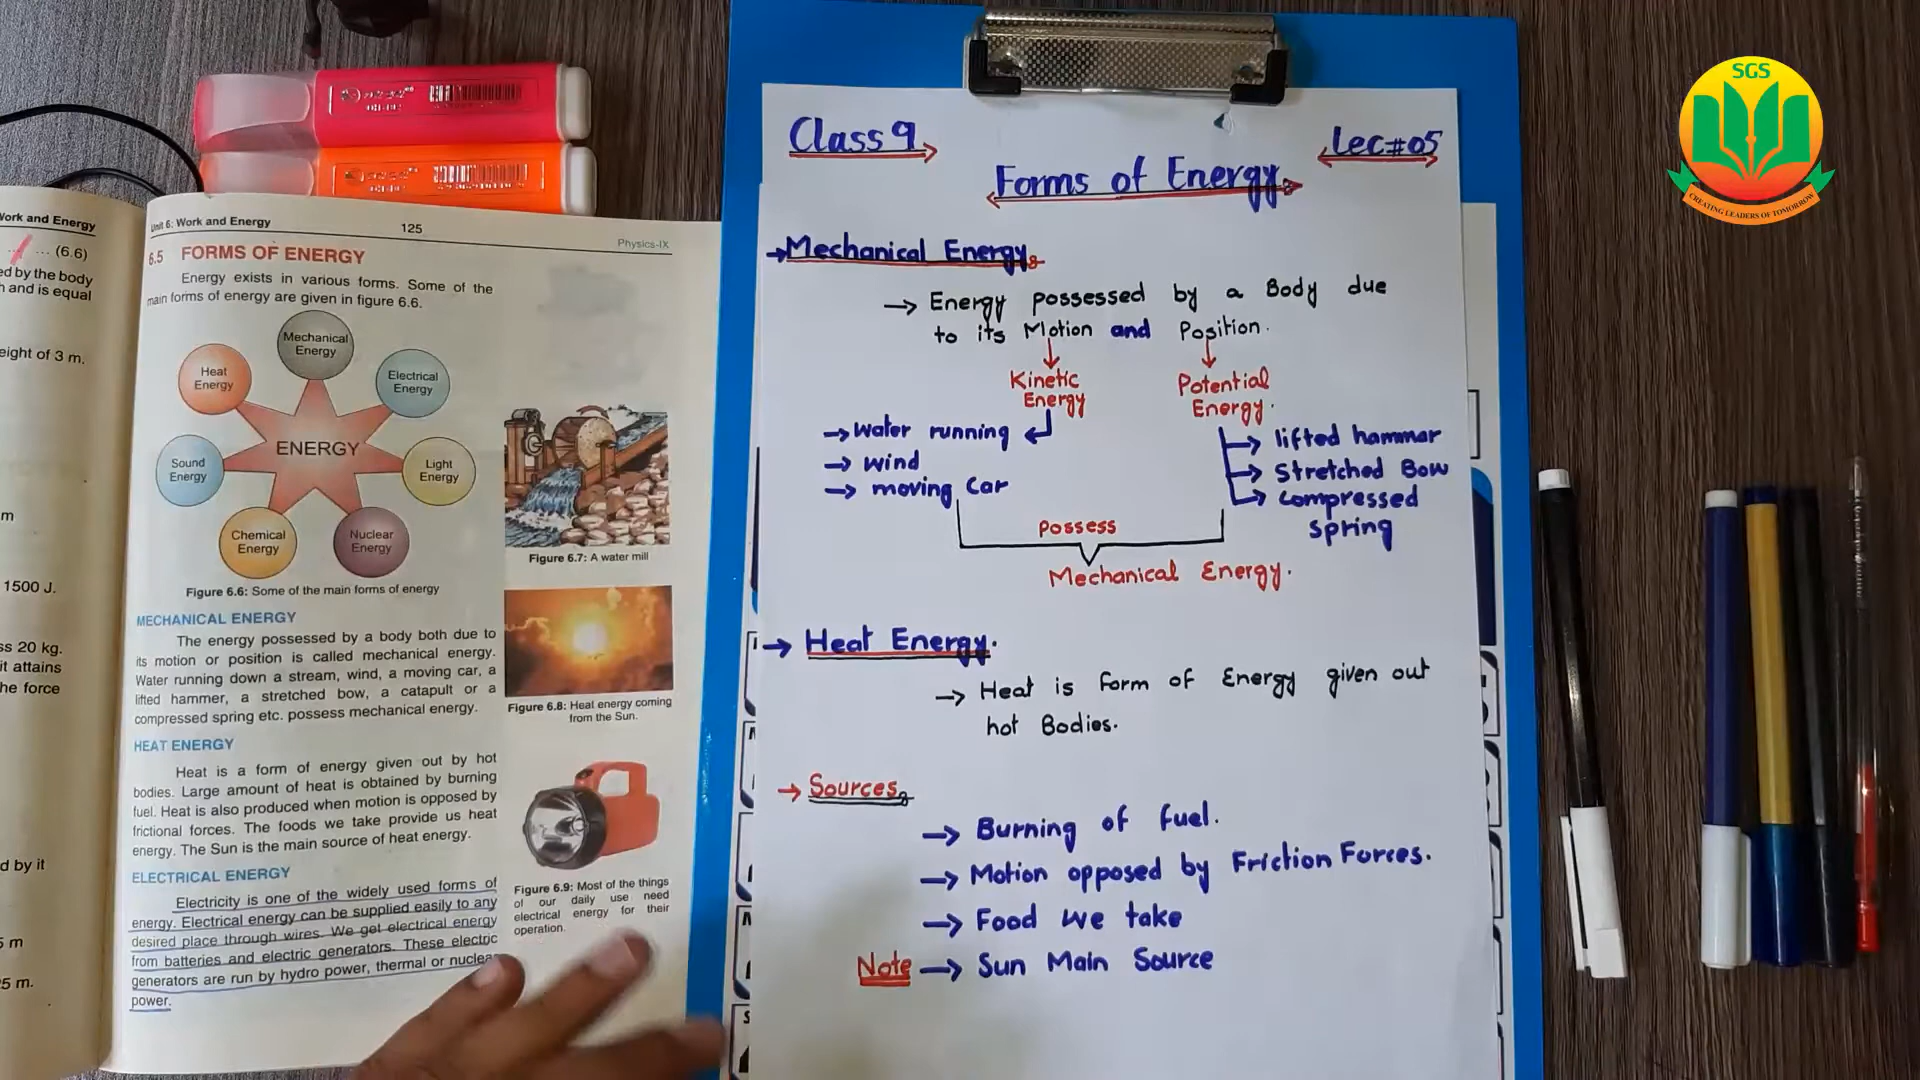 Work and Energy
... (6.6)
ed by the body
h and is equal
eight of 3 m.
m
1500 J.
ss 20 kg.
it attains
he force
d by it
5 m
25 m.
Unit 6: Work and Energy
125
Physics-IX
6.5 FORMS OF ENERGY
Energy exists in various forms. Some of the
main forms of energy are given in figure 6.6.
Mechanical
Energy
Heat
Energy
Electrical
Energy
ENERGY
Sound
Energy
Light
Energy
Chemical
Energy
Nuclear
Energy
Figure 6.6: Some of the main forms of energy
MECHANICAL ENERGY
The energy possessed by a body both due to
its motion or position is called mechanical energy.
Water running down a stream, wind, a moving car, a
lifted hammer, a stretched bow, a catapult or a
compressed spring etc. possess mechanical energy.
HEAT ENERGY
Heat is a form of energy given out by hot
bodies. Large amount of heat is obtained by burning
fuel. Heat is also produced when motion is opposed by
frictional forces. The foods we take provide us heat
energy. The Sun is the main source of heat energy.
ELECTRICAL ENERGY
Electricity is one of the widely used forms of
energy. Electrical energy can be supplied easily to any
desired place through wires. We get electrical energy
from batteries and electric generators. These electric
generators are run by hydro power, thermal or nuclea
power.
Figure 6.7: A water mill
Figure 6.8: Heat energy coming
from the Sun.
Figure 6.9: Most of the things
of our daily use need
electrical energy for their
operation.
Class 9
Lec#05
Forms of Energy:
→ Mechanical Energy:
→ Energy possessed by a Body due
to its Motion and Position.
Kinetic
Energy
Potential
Energy.
→ Water running
→ wind
→ moving Car
→ lifted hammar
→ Stretched Bow
→ Compressed
spring
Possess
Mechanical Energy.
→ Heat Energy.
→ Heat is form of Energy given out
hot Bodies.
→ Sources:
→ Burning of fuel.
→ Motion opposed by Friction Forces.
→ Food we take
Note → Sun Main Source
SGS
CREATING LEADERS OF TOMORROW